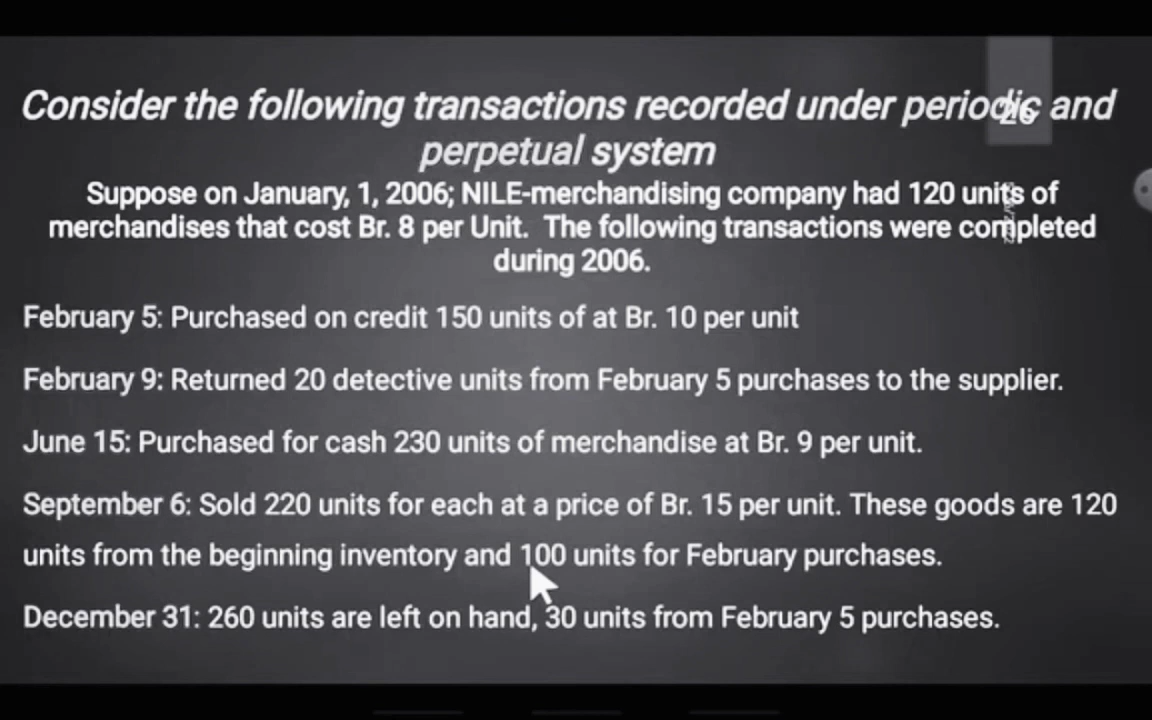 Consider the following transactions recorded under periodic and
26
perpetual system
Suppose on January, 1, 2006; NILE-merchandising company had 120 units of
merchandises that cost Br. 8 per Unit. The following transactions were completed
during 2006.
February 5: Purchased on credit 150 units of at Br. 10 per unit
February 9: Returned 20 detective units from February 5 purchases to the supplier.
June 15: Purchased for cash 230 units of merchandise at Br. 9 per unit.
September 6: Sold 220 units for each at a price of Br. 15 per unit. These goods are 120
units from the beginning inventory and 100 units for February purchases.
December 31: 260 units are left on hand, 30 units from February 5 purchases.